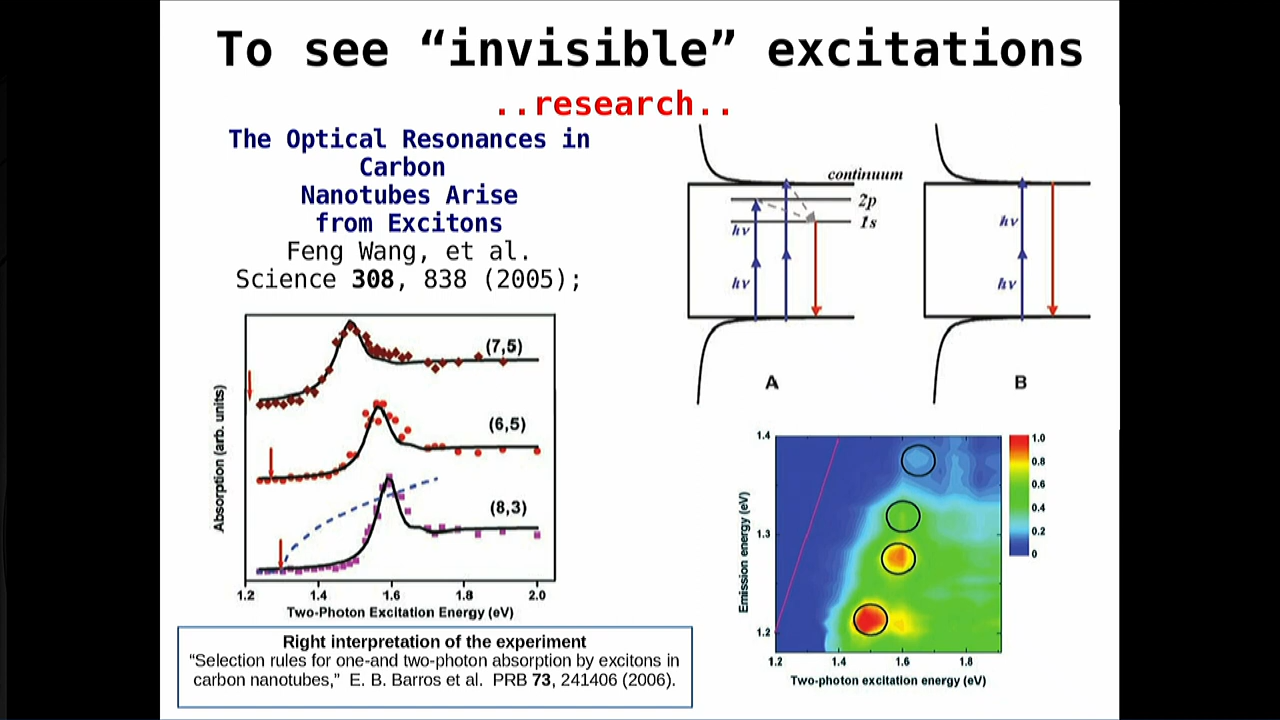 To see “invisible” excitations
..research..
The Optical Resonances in
Carbon
Nanotubes Arise
from Excitons
Feng Wang, et al.
Science 308, 838 (2005);
continuum
2p
1s
hν
hν
A
hν
hν
B
Absorption (arb. units)
(7,5)
(6,5)
(8,3)
1.2 1.4 1.6 1.8 2.0
Two-Photon Excitation Energy (eV)
Emission energy (eV)
1.4
1.3
1.2
1.2 1.4 1.6 1.8
Two-photon excitation energy (eV)
1.0
0.8
0.6
0.4
0.2
0
Right interpretation of the experiment
“Selection rules for one-and two-photon absorption by excitons in
carbon nanotubes,” E. B. Barros et al. PRB 73, 241406 (2006).